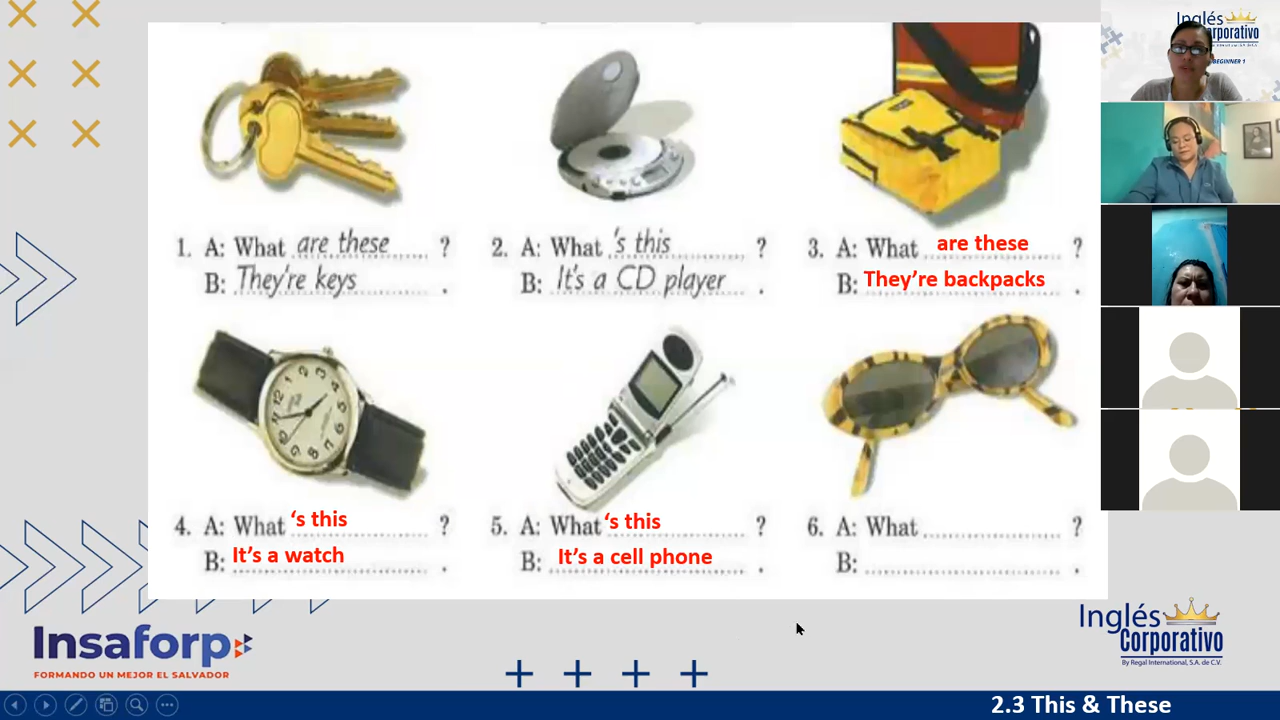 Inglés
Corporativo
BEGINNER 1
1. A: What are these ?
B: They're keys .
2. A: What 's this ?
B: It's a CD player .
3. A: What are these ?
B: They're backpacks .
4. A: What 's this ?
B: It's a watch .
5. A: What 's this ?
B: It's a cell phone .
6. A: What ?
B: .
Insaforp
FORMANDO UN MEJOR EL SALVADOR
Inglés
Corporativo
By Regal International, S.A. de C.V.
2.3 This & These